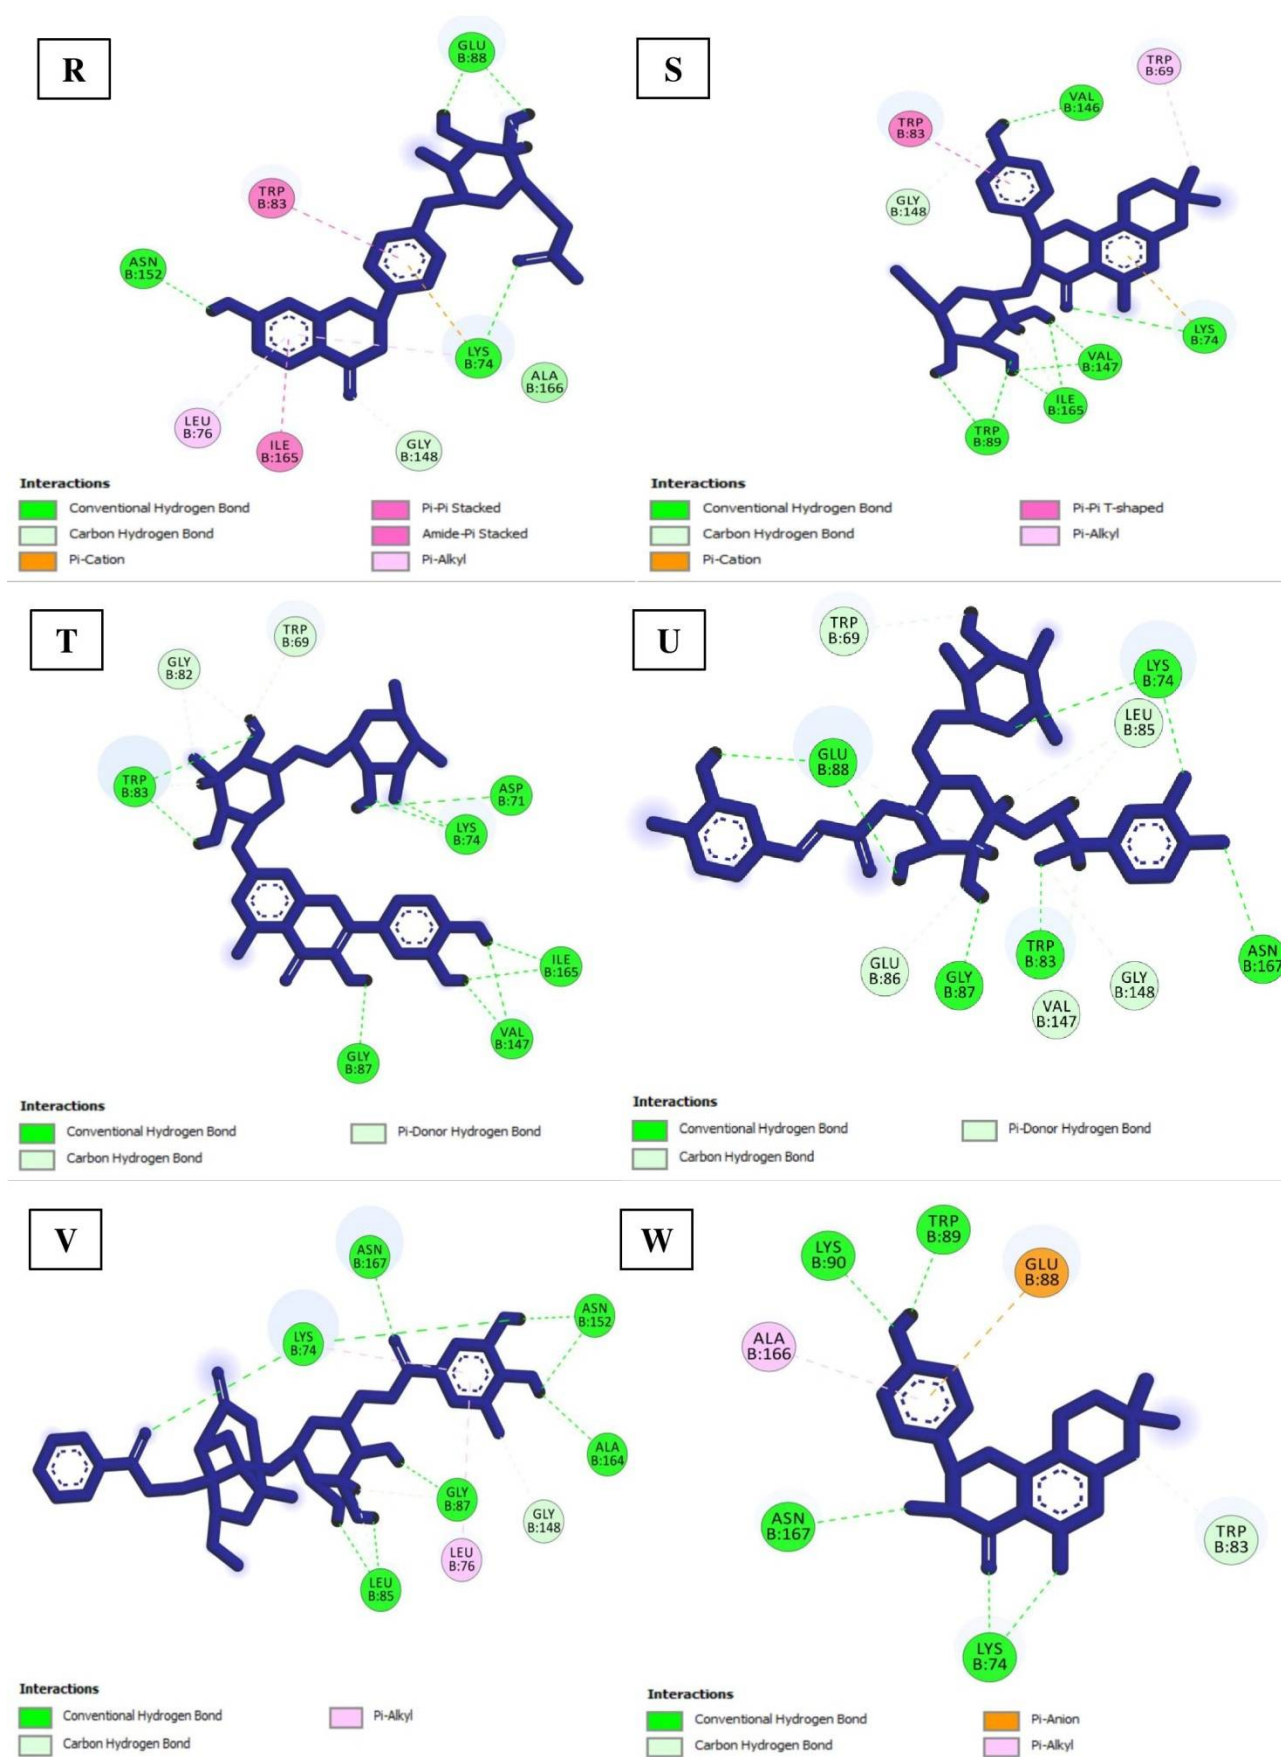 R
GLU
B:88
TRP
B:83
ASN
B:152
LYS
B:74
ALA
B:166
LEU
B:76
ILE
B:165
GLY
B:148
Interactions
Conventional Hydrogen Bond
Carbon Hydrogen Bond
Pi-Cation
Pi-Pi Stacked
Amide-Pi Stacked
Pi-Alkyl
S
TRP
B:69
VAL
B:146
TRP
B:83
GLY
B:148
LYS
B:74
VAL
B:147
ILE
B:165
TRP
B:89
Interactions
Conventional Hydrogen Bond
Carbon Hydrogen Bond
Pi-Cation
Pi-Pi T-shaped
Pi-Alkyl
T
TRP
B:69
GLY
B:82
TRP
B:83
ASP
B:71
LYS
B:74
ILE
B:165
VAL
B:147
GLY
B:87
Interactions
Conventional Hydrogen Bond
Carbon Hydrogen Bond
Pi-Donor Hydrogen Bond
U
TRP
B:69
LYS
B:74
LEU
B:85
GLU
B:88
GLU
B:86
GLY
B:87
TRP
B:83
VAL
B:147
GLY
B:148
ASN
B:167
Interactions
Conventional Hydrogen Bond
Carbon Hydrogen Bond
Pi-Donor Hydrogen Bond
V
ASN
B:167
ASN
B:152
LYS
B:74
ALA
B:164
GLY
B:87
GLY
B:148
LEU
B:76
LEU
B:85
Interactions
Conventional Hydrogen Bond
Carbon Hydrogen Bond
Pi-Alkyl
W
TRP
B:89
LYS
B:90
GLU
B:88
ALA
B:166
ASN
B:167
TRP
B:83
LYS
B:74
Interactions
Conventional Hydrogen Bond
Carbon Hydrogen Bond
Pi-Anion
Pi-Alkyl